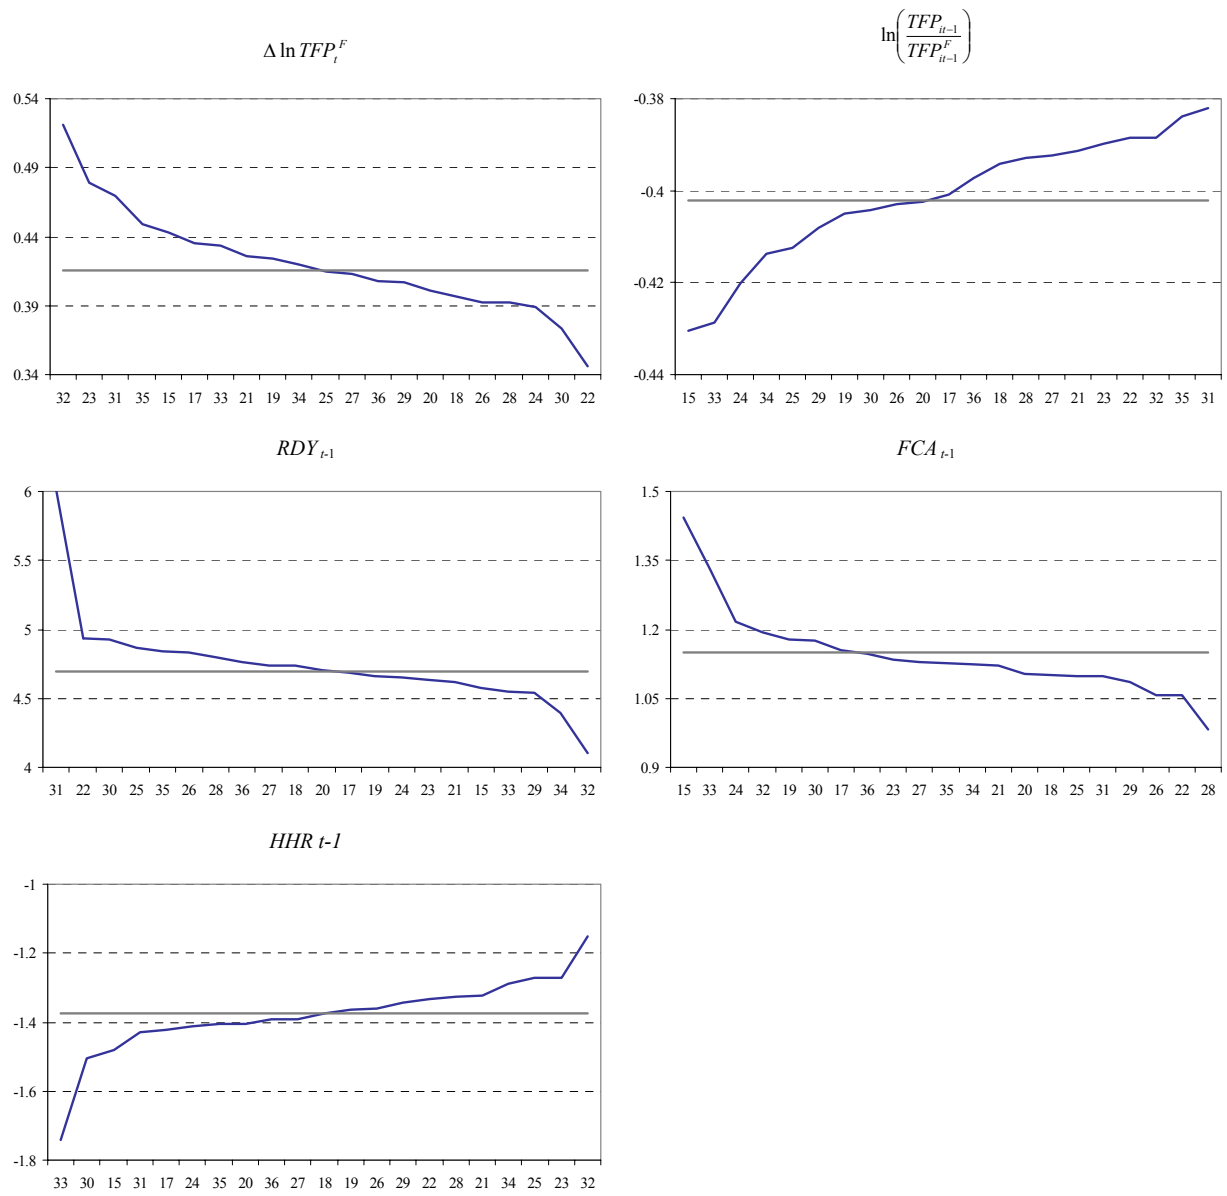 Δ ln TFP_t^F
0.54
0.49
0.44
0.39
0.34
32 23 31 35 15 17 33 21 19 34 25 27 36 29 20 18 26 28 24 30 22
ln(TFP_{it-1} / TFP_{it-1}^F)
-0.38
-0.4
-0.42
-0.44
15 33 24 34 25 29 19 30 26 20 17 36 18 28 27 21 23 22 32 35 31
RDY t-1
6
5.5
5
4.5
4
31 22 30 25 35 26 28 36 27 18 20 17 19 24 23 21 15 33 29 34 32
FCA t-1
1.5
1.35
1.2
1.05
0.9
15 33 24 32 19 30 17 36 23 27 35 34 21 20 18 25 31 29 26 22 28
HHR t-1
-1
-1.2
-1.4
-1.6
-1.8
33 30 15 31 17 24 35 20 36 27 18 19 26 29 22 28 21 34 25 23 32